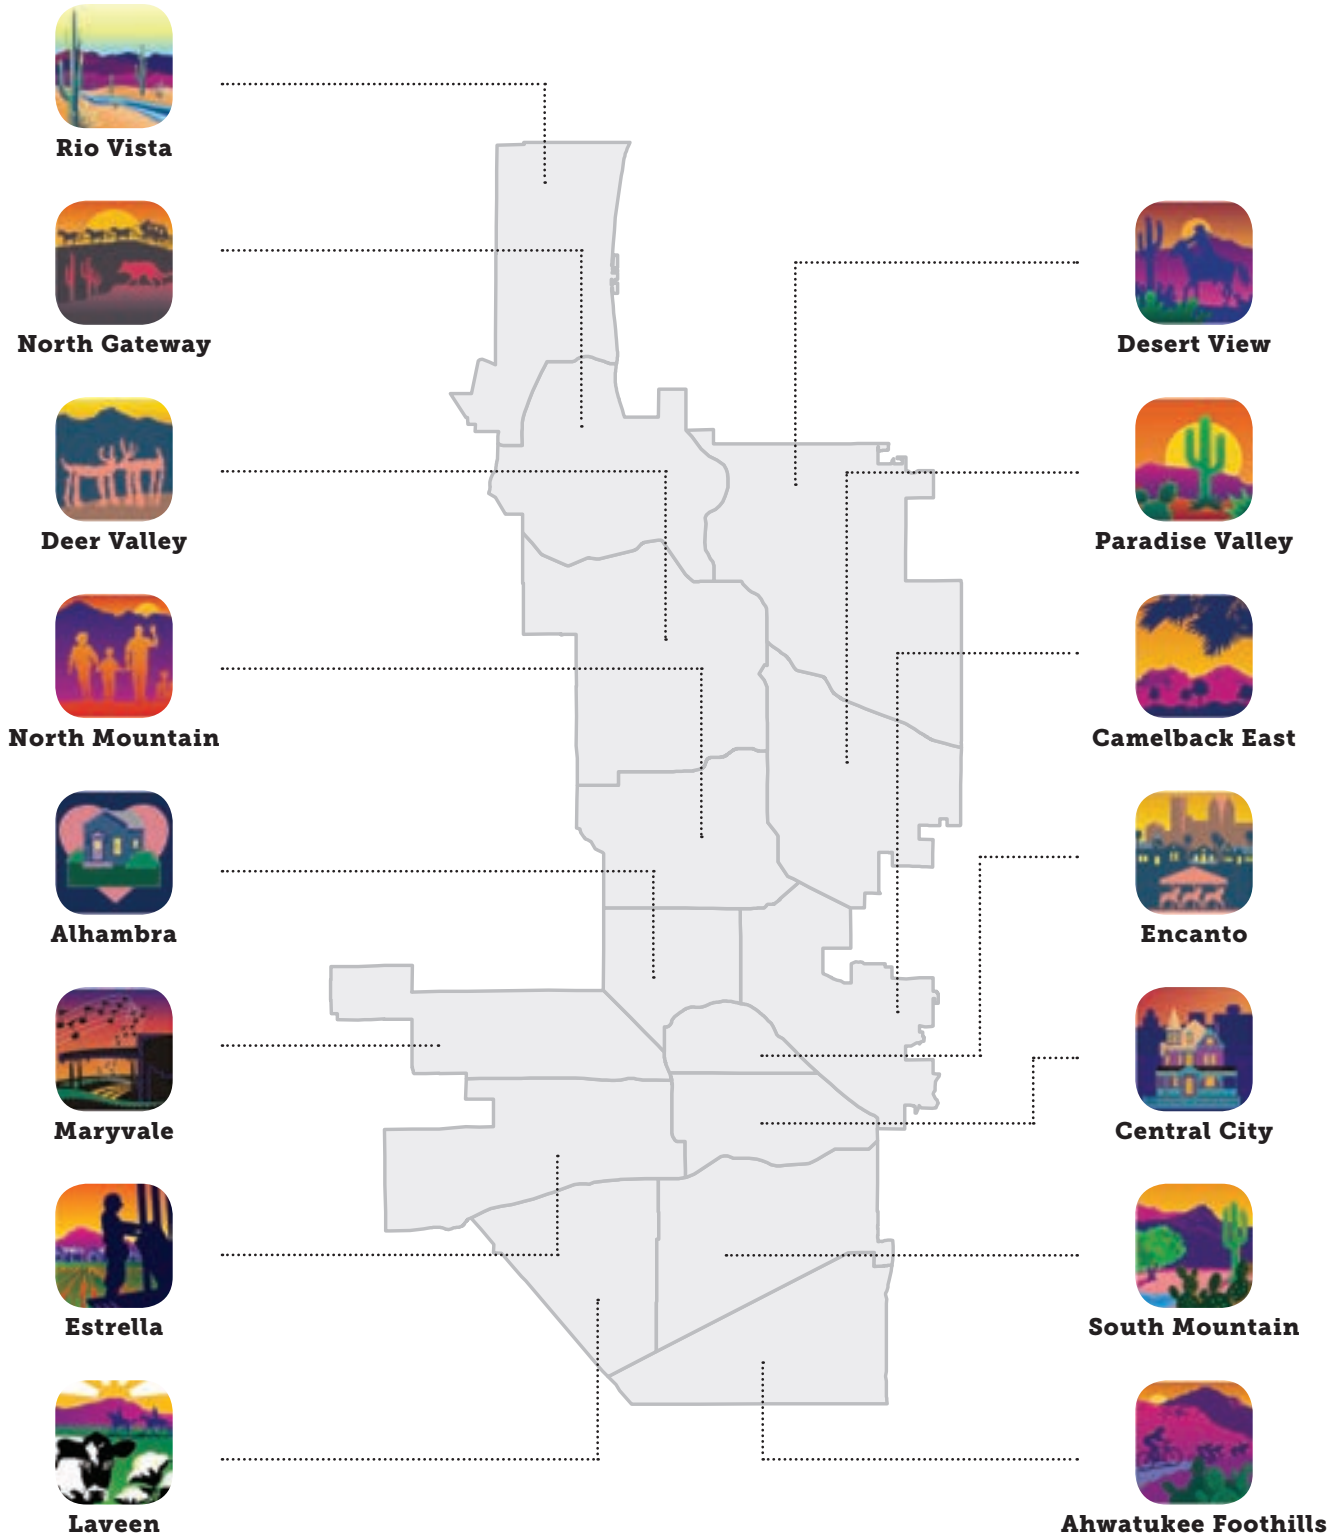 Rio Vista
North Gateway
Deer Valley
North Mountain
Alhambra
Maryvale
Estrella
Laveen
Desert View
Paradise Valley
Camelback East
Encanto
Central City
South Mountain
Ahwatukee Foothills